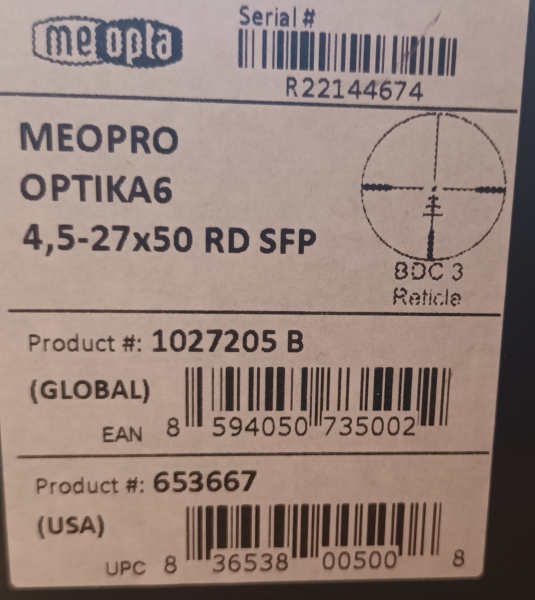 meopta
Serial #
R22144674
MEOPRO
OPTIKA6
4,5-27x50 RD SFP
BDC 3
Reticle
Product #: 1027205 B
(GLOBAL)
EAN 8 594050 735002
Product #: 653667
(USA)
UPC 8 36538 00500 8